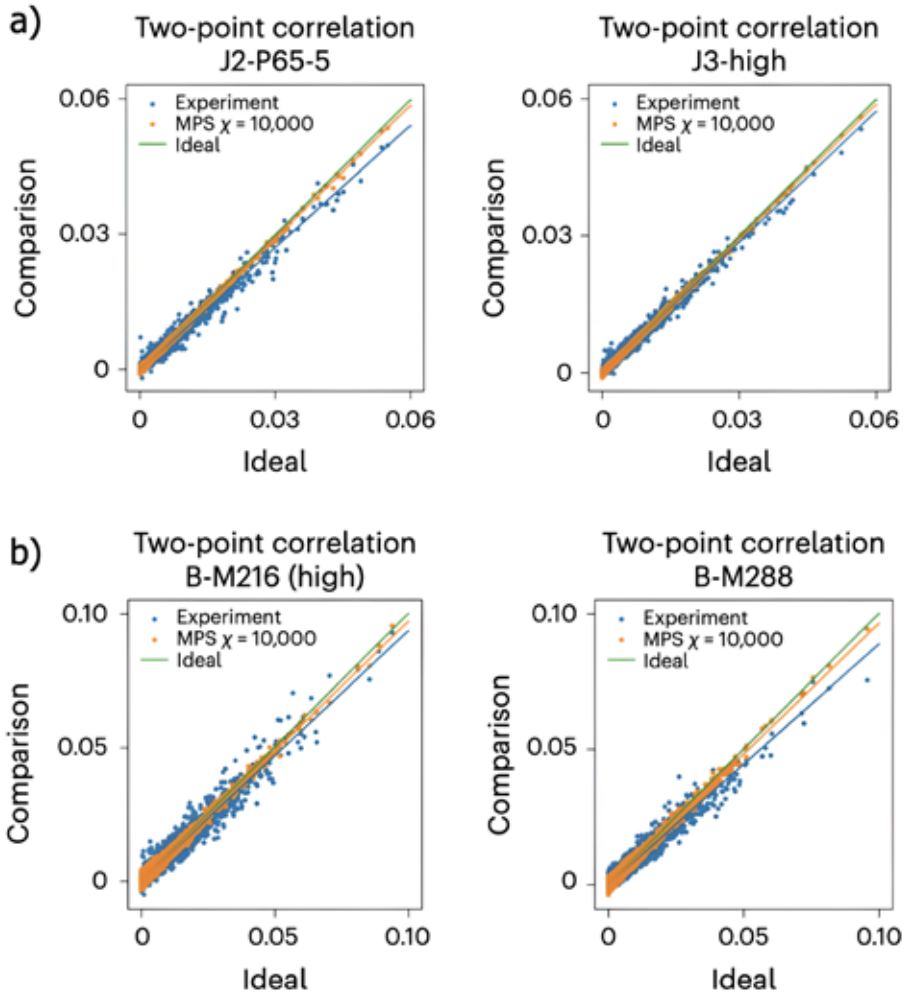 a)
Two-point correlation
J2-P65-5
Experiment
MPS χ = 10,000
Ideal
0.06
0.03
0
Comparison
0
0.03
0.06
Ideal
Two-point correlation
J3-high
Experiment
MPS χ = 10,000
Ideal
0.06
0.03
0
Comparison
0
0.03
0.06
Ideal
b)
Two-point correlation
B-M216 (high)
Experiment
MPS χ = 10,000
Ideal
0.10
0.05
0
Comparison
0
0.05
0.10
Ideal
Two-point correlation
B-M288
Experiment
MPS χ = 10,000
Ideal
0.10
0.05
0
Comparison
0
0.05
0.10
Ideal